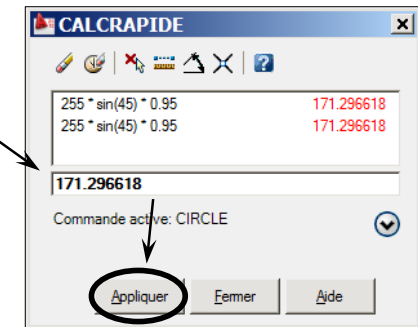 CALCRAPIDE
255 * sin(45) * 0.95 171.296618
255 * sin(45) * 0.95 171.296618
171.296618
Commande active: CIRCLE
Appliquer Fermer Aide